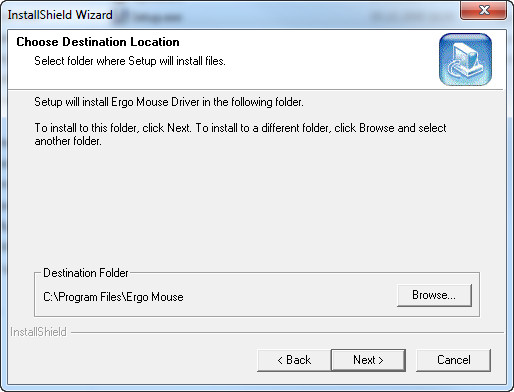 InstallShield Wizard
Choose Destination Location
Select folder where Setup will install files.
Setup will install Ergo Mouse Driver in the following folder.
To install to this folder, click Next. To install to a different folder, click Browse and select
another folder.
Destination Folder
C:\Program Files\Ergo Mouse
Browse...
InstallShield
< Back
Next >
Cancel